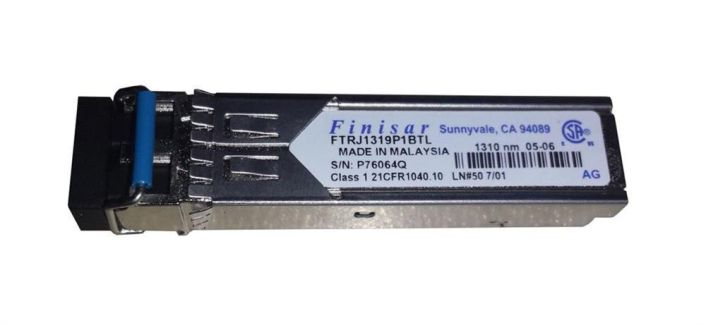 Finisar Sunnyvale, CA 94089
FTRJ1319P1BTL
MADE IN MALAYSIA 1310 nm 05-06
S/N: P76064Q
Class 1 21CFR1040.10 LN#50 7/01 AG